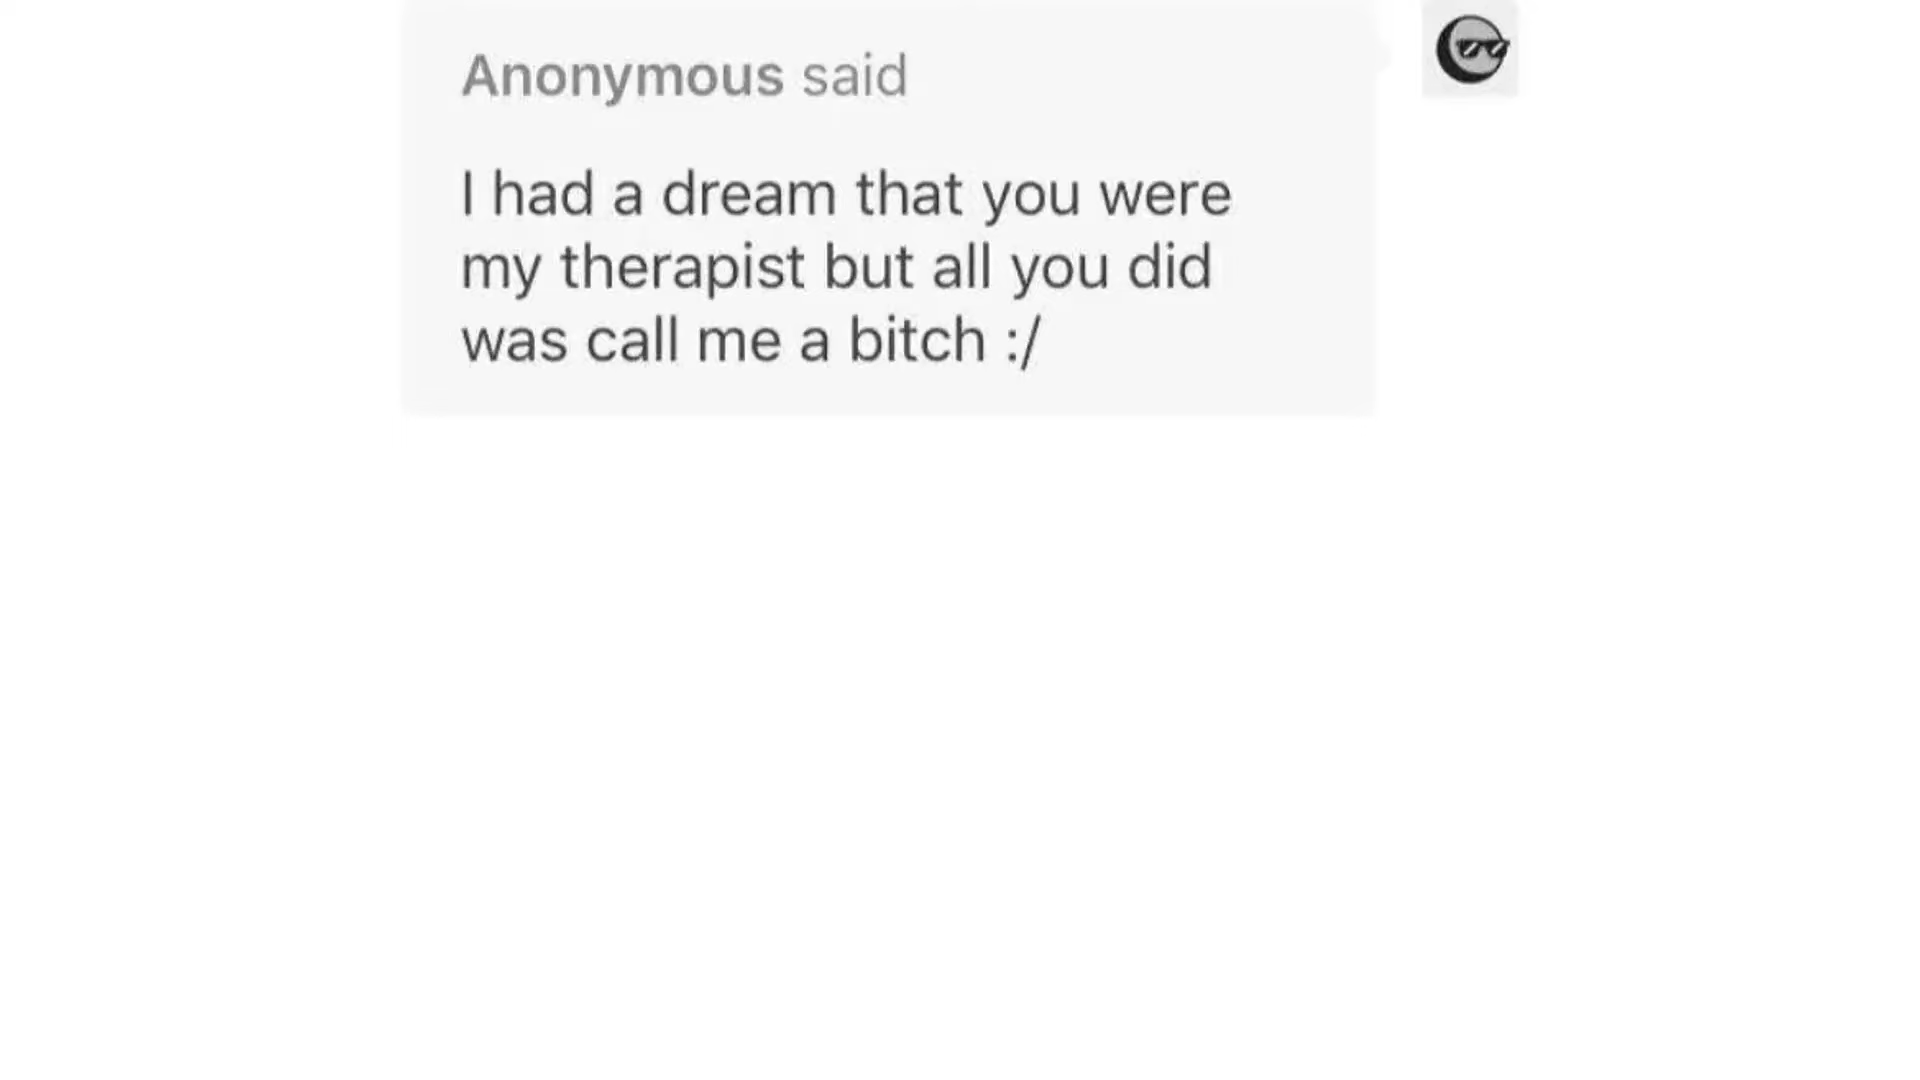 Anonymous said
I had a dream that you were
my therapist but all you did
was call me a bitch :/